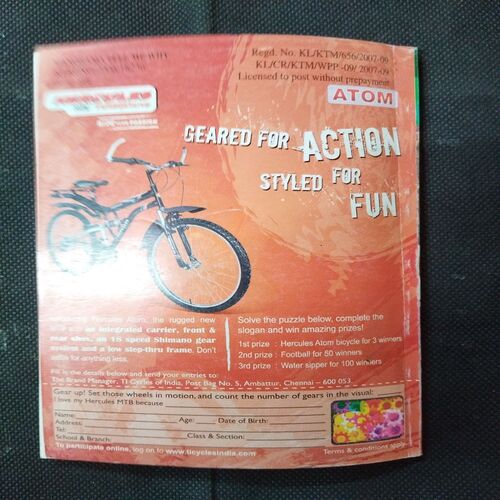 Regd. No. KL/KTM/656/2007-09
KL/CR/KTM/WPP -09/ 2007-09
Licensed to post without prepayment
ATOM
GEARED FOR ACTION
STYLED FOR
FUN
Hercules Atom, the rugged new
an integrated carrier, front &
rear, an 18 speed Shimano gear
system and a low step-thru frame. Don't
settle for anything less.
Solve the puzzle below, complete the
slogan and win amazing prizes!
1st prize : Hercules Atom bicycle for 3 winners
2nd prize : Football for 50 winners
3rd prize : Water sipper for 100 winners
Fill in the details below and send your entries to:
The Brand Manager, TI Cycles of India, Post Bag No. 5, Ambattur, Chennai - 600 053.
Gear up! Set those wheels in motion, and count the number of gears in the visual:
I love my Hercules MTB because
Name: Age: Date of Birth:
Address:
Tel:
School & Branch: Class & Section:
To participate online, log on to www.ticyclesindia.com
Terms & conditions apply